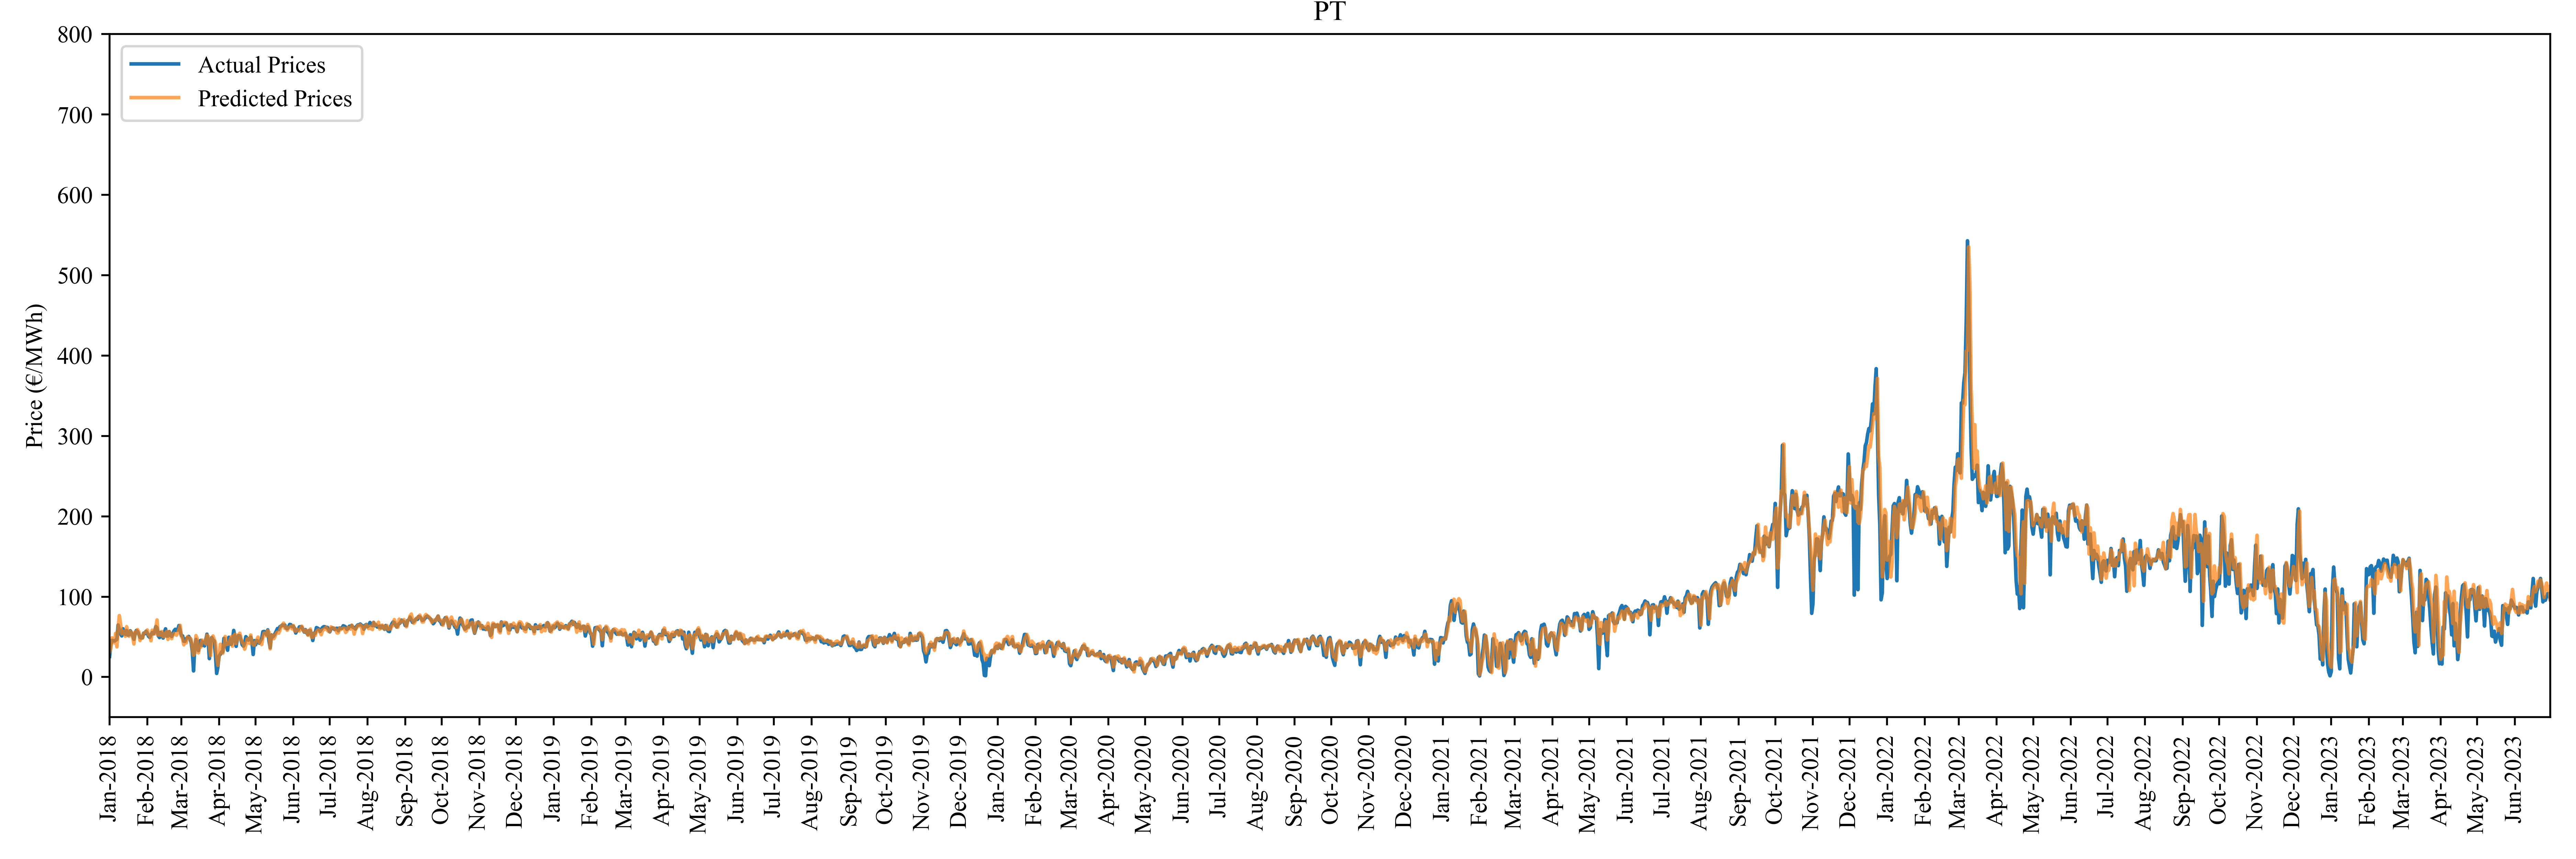 PT
800
700
600
500
400
300
200
100
0
Price (€/MWh)
Actual Prices
Predicted Prices
Jan-2018
Feb-2018
Mar-2018
Apr-2018
May-2018
Jun-2018
Jul-2018
Aug-2018
Sep-2018
Oct-2018
Nov-2018
Dec-2018
Jan-2019
Feb-2019
Mar-2019
Apr-2019
May-2019
Jun-2019
Jul-2019
Aug-2019
Sep-2019
Oct-2019
Nov-2019
Dec-2019
Jan-2020
Feb-2020
Mar-2020
Apr-2020
May-2020
Jun-2020
Jul-2020
Aug-2020
Sep-2020
Oct-2020
Nov-2020
Dec-2020
Jan-2021
Feb-2021
Mar-2021
Apr-2021
May-2021
Jun-2021
Jul-2021
Aug-2021
Sep-2021
Oct-2021
Nov-2021
Dec-2021
Jan-2022
Feb-2022
Mar-2022
Apr-2022
May-2022
Jun-2022
Jul-2022
Aug-2022
Sep-2022
Oct-2022
Nov-2022
Dec-2022
Jan-2023
Feb-2023
Mar-2023
Apr-2023
May-2023
Jun-2023